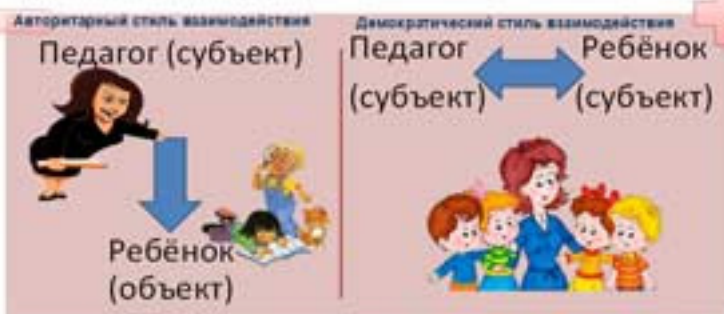 Авторитарный стиль взаимодействия
Педагог (субъект)
Ребёнок
(объект)
Демократический стиль взаимодействия
Педагог Ребёнок
(субъект) (субъект)